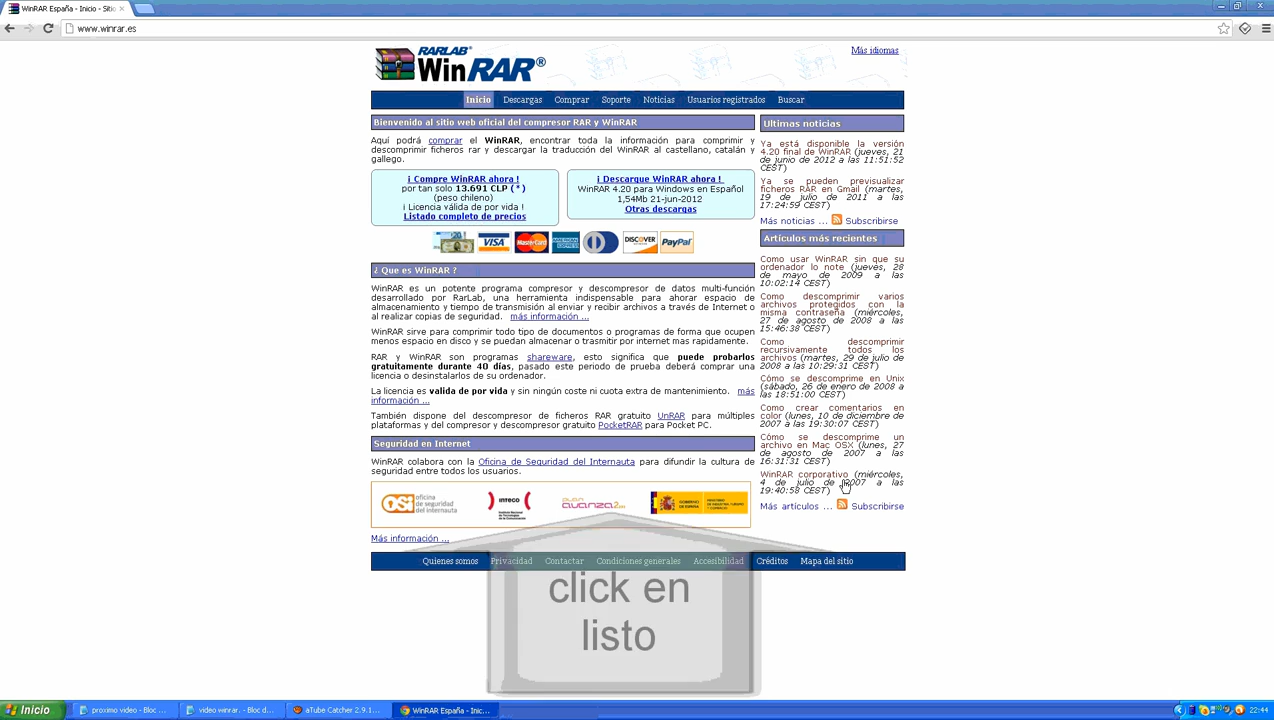 WinRAR España - Inicio - Sitio
www.winrar.es
RARLAB®
WinRAR®
Más idiomas
Inicio Descargas Comprar Soporte Noticias Usuarios registrados Buscar
Bienvenido al sitio web oficial del compresor RAR y WinRAR
Aquí podrá comprar el WinRAR, encontrar toda la información para comprimir y
descomprimir ficheros rar y descargar la traducción del WinRAR al castellano, catalán y
gallego.
¡ Compre WinRAR ahora !
por tan solo 13.691 CLP (*)
(peso chileno)
¡ Licencia válida de por vida !
Listado completo de precios
¡ Descargue WinRAR ahora !
WinRAR 4.20 para Windows en Español
1,54Mb 21-jun-2012
Otras descargas
VISA MasterCard AMERICAN EXPRESS DISCOVER PayPal
¿ Que es WinRAR ?
WinRAR es un potente programa compresor y descompresor de datos multi-función
desarrollado por RarLab, una herramienta indispensable para ahorar espacio de
almacenamiento y tiempo de transmisión al enviar y recibir archivos a través de Internet o
al realizar copias de seguridad. más información ...
WinRAR sirve para comprimir todo tipo de documentos o programas de forma que ocupen
menos espacio en disco y se puedan almacenar o trasmitir por internet mas rapidamente.
RAR y WinRAR son programas shareware, esto significa que puede probarlos
gratuitamente durante 40 días, pasado este periodo de prueba deberá comprar una
licencia o desinstalarlos de su ordenador.
La licencia es valida de por vida y sin ningún coste ni cuota extra de mantenimiento. más
información ...
También dispone del descompresor de ficheros RAR gratuito UnRAR para múltiples
plataformas y del compresor y descompresor gratuito PocketRAR para Pocket PC.
Seguridad en Internet
WinRAR colabora con la Oficina de Seguridad del Internauta para difundir la cultura de
seguridad entre todos los usuarios.
OSI oficina de seguridad del internauta
INTECO
PLAN avanza2
GOBIERNO DE ESPAÑA
Más información ...
Ultimas noticias
Ya está disponible la versión
4.20 final de WinRAR (jueves, 21
de junio de 2012 a las 11:51:52
CEST)
Ya se pueden previsualizar
ficheros RAR en Gmail (martes,
19 de julio de 2011 a las
17:24:59 CEST)
Más noticias ... Subscribirse
Artículos más recientes
Como usar WinRAR sin que su
ordenador lo note (jueves, 28
de mayo de 2009 a las
10:02:14 CEST)
Como descomprimir varios
archivos protegidos con la
misma contraseña (miércoles,
27 de agosto de 2008 a las
15:46:38 CEST)
Como descomprimir
recursivamente todos los
archivos (martes, 29 de julio de
2008 a las 10:29:31 CEST)
Cómo se descomprime en Unix
(sábado, 26 de enero de 2008 a
las 18:51:00 CEST)
Como crear comentarios en
color (lunes, 10 de diciembre de
2007 a las 19:30:07 CEST)
Cómo se descomprime un
archivo en Mac OSX (lunes, 27
de agosto de 2007 a las
16:31:31 CEST)
WinRAR corporativo (miércoles,
4 de julio de 2007 a las
19:40:58 CEST)
Más artículos ... Subscribirse
Quienes somos Privacidad Contactar Condiciones generales Accesibilidad Créditos Mapa del sitio
click en
listo
Inicio proximo video - Bloc ... video winrar. - Bloc d... aTube Catcher 2.9.1... WinRAR España - Inic... 22:44